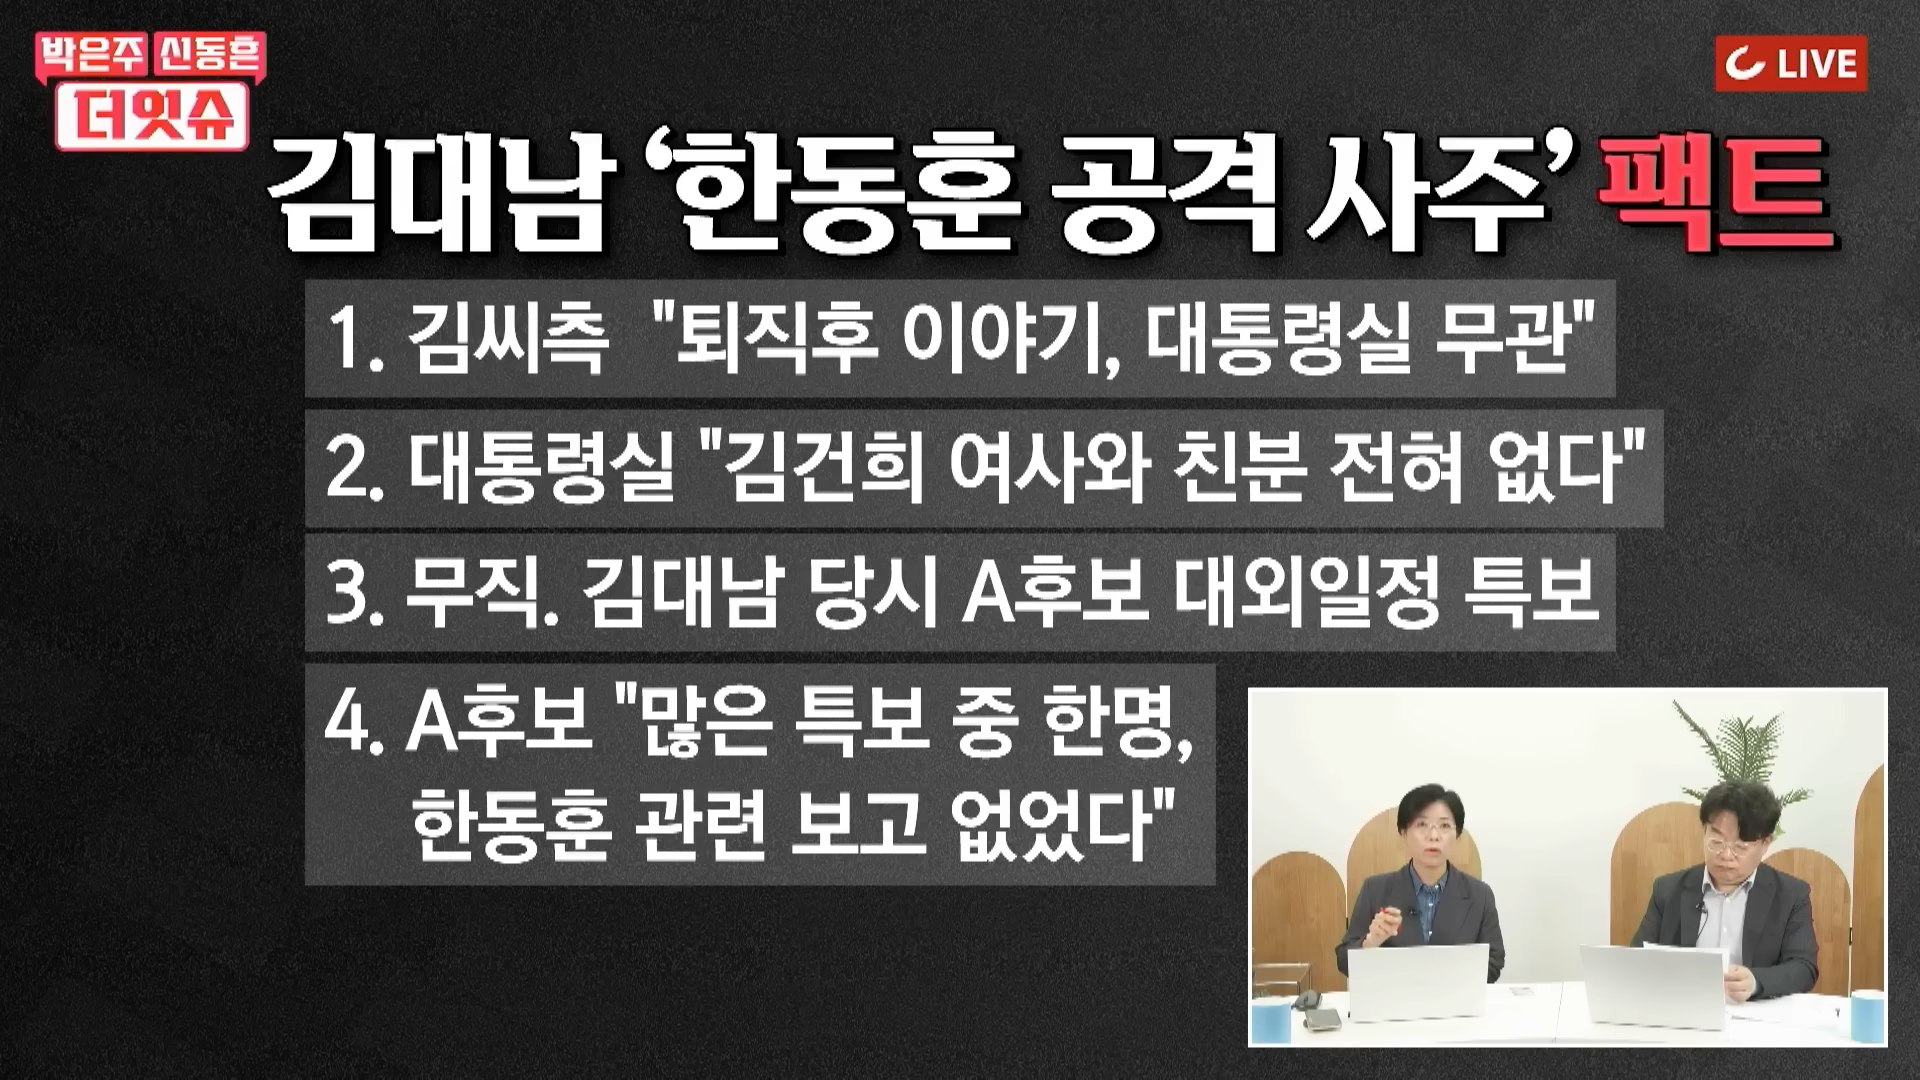 박은주 신동흔
더잇슈
LIVE
김대남 ‘한동훈 공격 사주’ 팩트
1. 김씨측 "퇴직후 이야기, 대통령실 무관"
2. 대통령실 "김건희 여사와 친분 전혀 없다"
3. 무직. 김대남 당시 A후보 대외일정 특보
4. A후보 "많은 특보 중 한명,
한동훈 관련 보고 없었다"